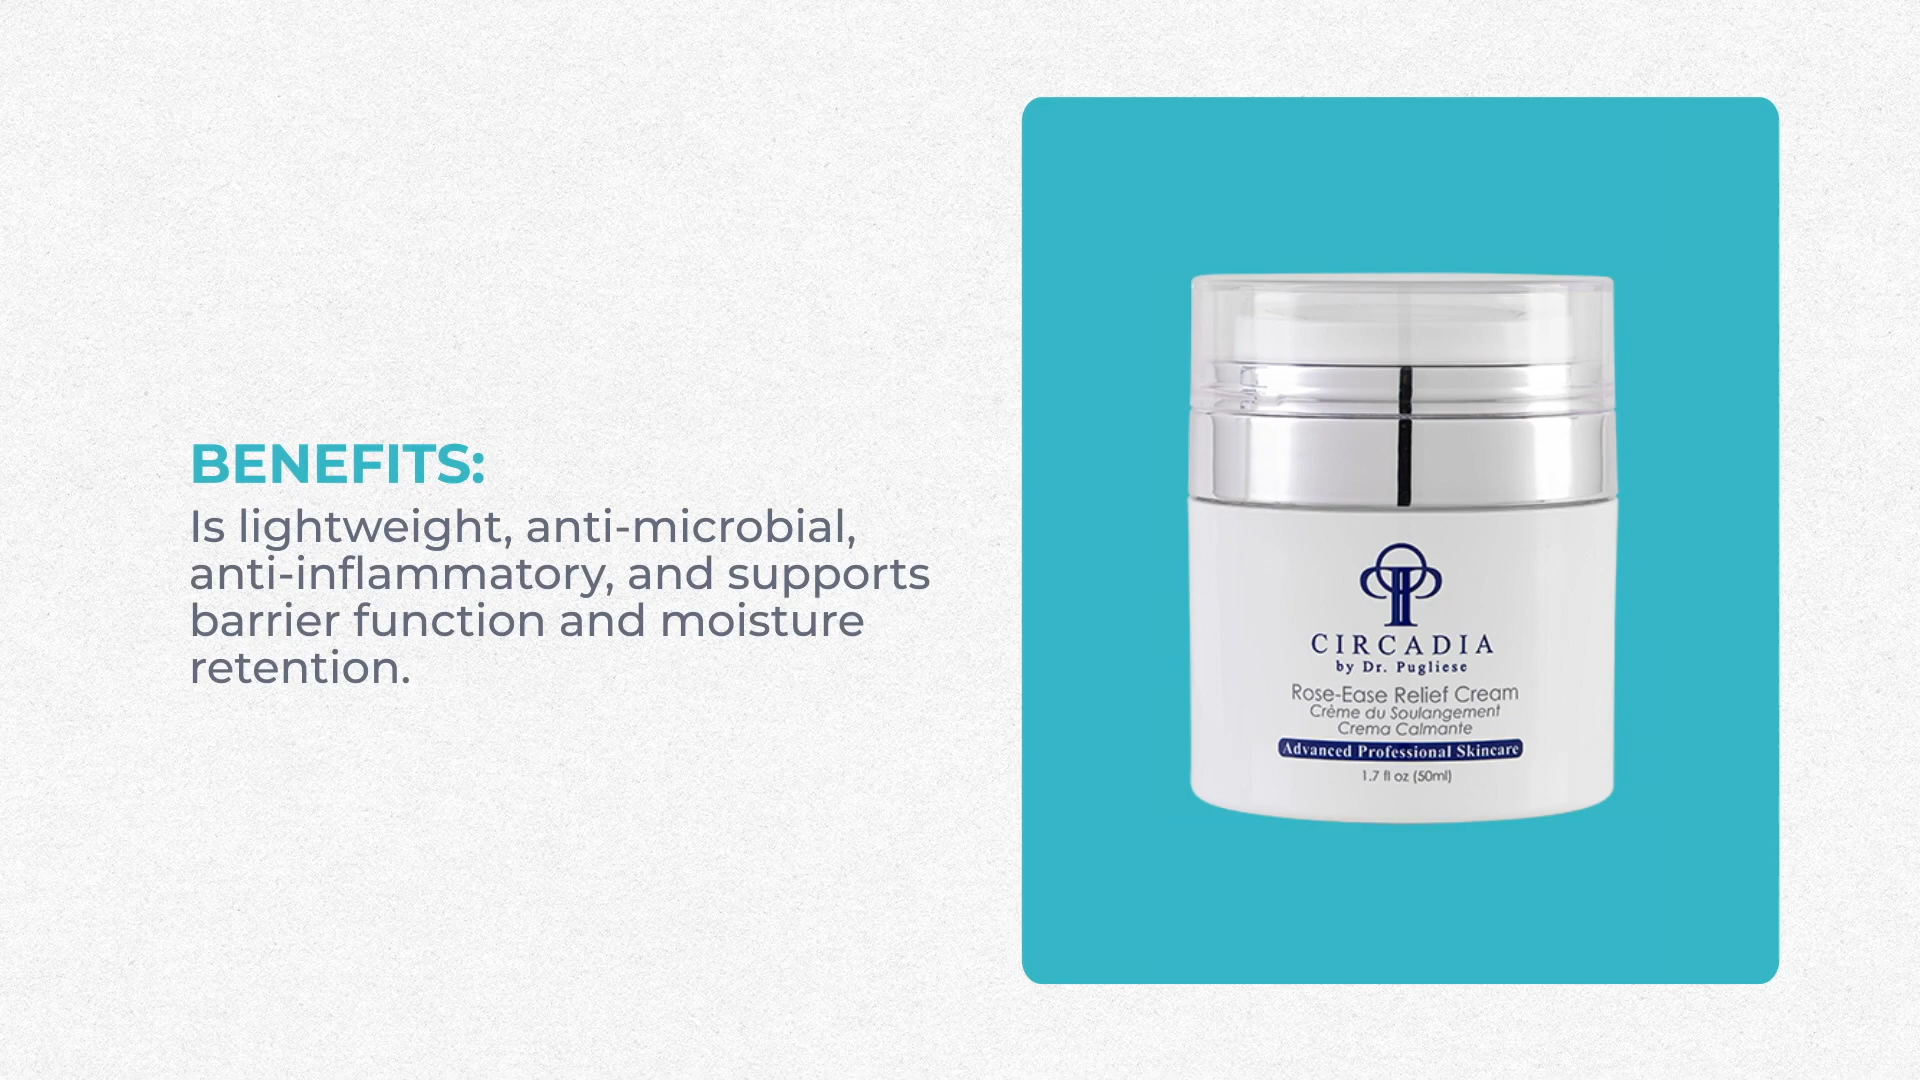 BENEFITS:
Is lightweight, anti-microbial,
anti-inflammatory, and supports
barrier function and moisture
retention.
CIRCADIA
by Dr. Pugliese
Rose-Ease Relief Cream
Crème du Soulangement
Crema Calmante
Advanced Professional Skincare
1.7 fl oz (50ml)